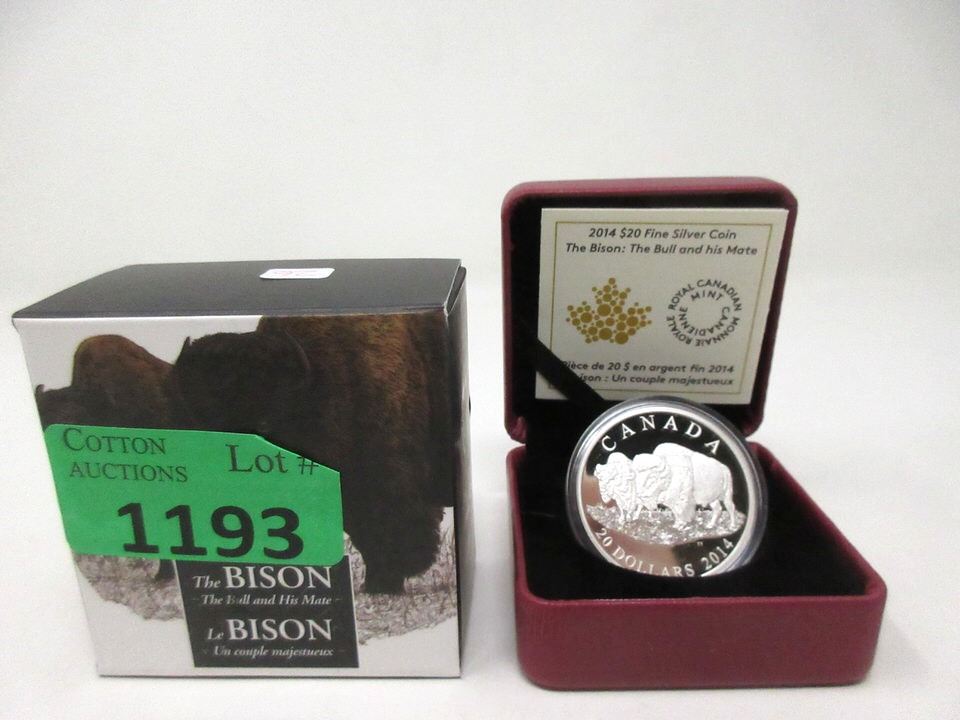 COTTON
AUCTIONS
Lot #
1193
The BISON
The Bull and His Mate
Le BISON
Un couple majestueux
2014 $20 Fine Silver Coin
The Bison: The Bull and his Mate
ROYAL CANADIAN MINT
MONNAIE ROYALE CANADIENNE
Pièce de 20 $ en argent fin 2014
Bison : Un couple majestueux
CANADA
20 DOLLARS 2014